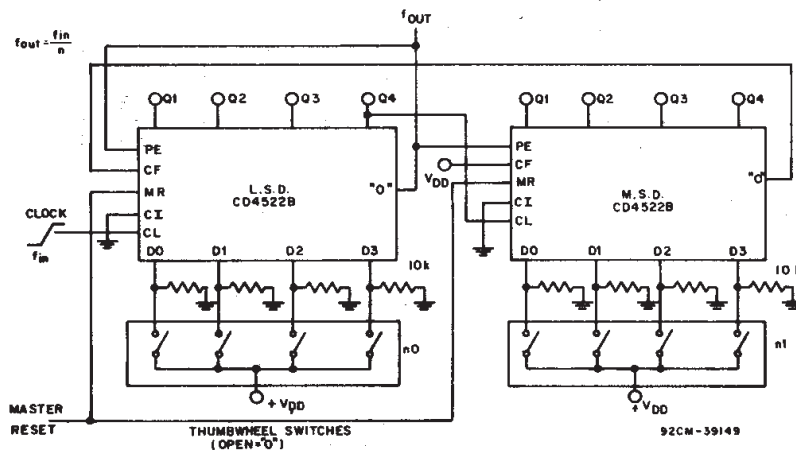 fOUT
fout = fin/n
Q1 Q2 Q3 Q4
Q1 Q2 Q3 Q4
PE
CF
MR
CI
CL
L.S.D.
CD4522B
"0"
VDD
PE
CF
MR
CI
CL
M.S.D.
CD4522B
"0"
CLOCK
fin
D0 D1 D2 D3
D0 D1 D2 D3
10k
10
n0
n1
+ VDD
+ VDD
MASTER
RESET
THUMBWHEEL SWITCHES
(OPEN="0")
92CM-39149